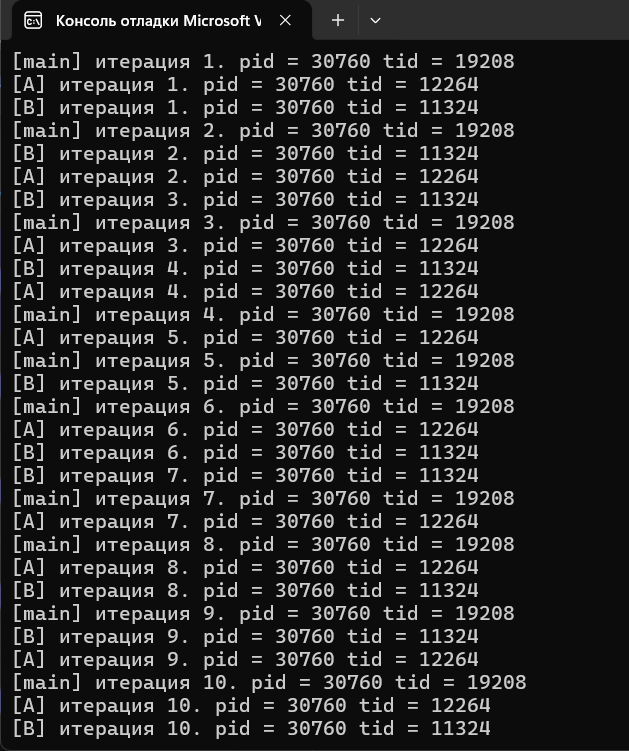 Консоль отладки Microsoft V
[main] итерация 1. pid = 30760 tid = 19208
[A] итерация 1. pid = 30760 tid = 12264
[B] итерация 1. pid = 30760 tid = 11324
[main] итерация 2. pid = 30760 tid = 19208
[B] итерация 2. pid = 30760 tid = 11324
[A] итерация 2. pid = 30760 tid = 12264
[B] итерация 3. pid = 30760 tid = 11324
[main] итерация 3. pid = 30760 tid = 19208
[A] итерация 3. pid = 30760 tid = 12264
[B] итерация 4. pid = 30760 tid = 11324
[A] итерация 4. pid = 30760 tid = 12264
[main] итерация 4. pid = 30760 tid = 19208
[A] итерация 5. pid = 30760 tid = 12264
[main] итерация 5. pid = 30760 tid = 19208
[B] итерация 5. pid = 30760 tid = 11324
[main] итерация 6. pid = 30760 tid = 19208
[A] итерация 6. pid = 30760 tid = 12264
[B] итерация 6. pid = 30760 tid = 11324
[B] итерация 7. pid = 30760 tid = 11324
[main] итерация 7. pid = 30760 tid = 19208
[A] итерация 7. pid = 30760 tid = 12264
[main] итерация 8. pid = 30760 tid = 19208
[A] итерация 8. pid = 30760 tid = 12264
[B] итерация 8. pid = 30760 tid = 11324
[main] итерация 9. pid = 30760 tid = 19208
[B] итерация 9. pid = 30760 tid = 11324
[A] итерация 9. pid = 30760 tid = 12264
[main] итерация 10. pid = 30760 tid = 19208
[A] итерация 10. pid = 30760 tid = 12264
[B] итерация 10. pid = 30760 tid = 11324